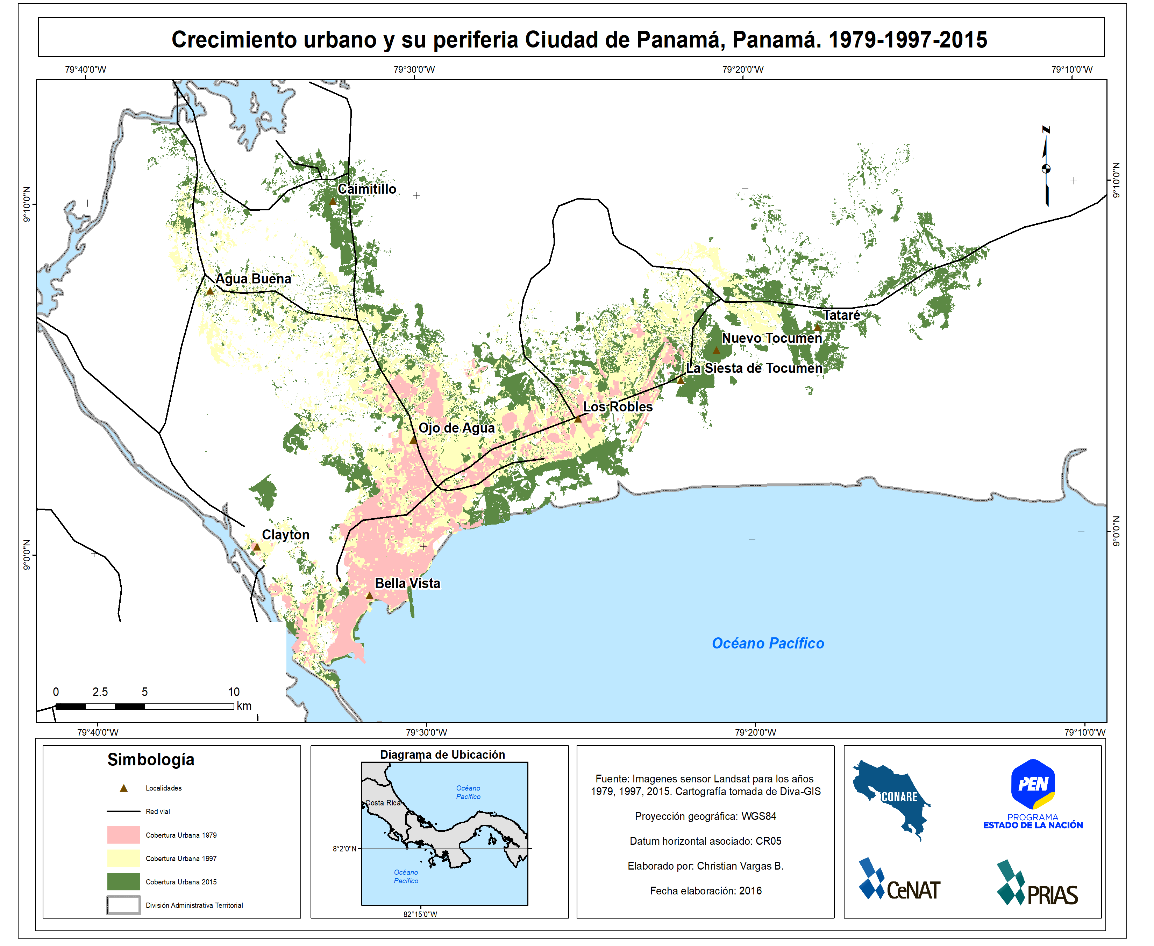 Crecimiento urbano y su periferia Ciudad de Panamá, Panamá. 1979-1997-2015
79°40'0"W 79°30'0"W 79°20'0"W 79°10'0"W
9°10'0"N
9°10'0"N
Caimitillo
Agua Buena
Tataré
Nuevo Tocumen
La Siesta de Tocumen
Los Robles
Ojo de Agua
Clayton
9°0'0"N
9°0'0"N
Bella Vista
Océano Pacífico
0 2.5 5 10
km
79°40'0"W 79°30'0"W 79°20'0"W 79°10'0"W
Simbología
Localidades
Red vial
Cobertura Urbana 1979
Cobertura Urbana 1997
Cobertura Urbana 2015
División Administrativa Territorial
Diagrama de Ubicación
Océano
Pacífico
Costa Rica
8°2'0"N
Océano
Pacífico
82°15'0"W
Fuente: Imagenes sensor Landsat para los años
1979, 1997, 2015. Cartografía tomada de Diva-GIS
Proyección geográfica: WGS84
Datum horizontal asociado: CR05
Elaborado por: Christian Vargas B.
Fecha elaboración: 2016
CONARE
PEN
PROGRAMA
ESTADO DE LA NACIÓN
CeNAT
PRIAS